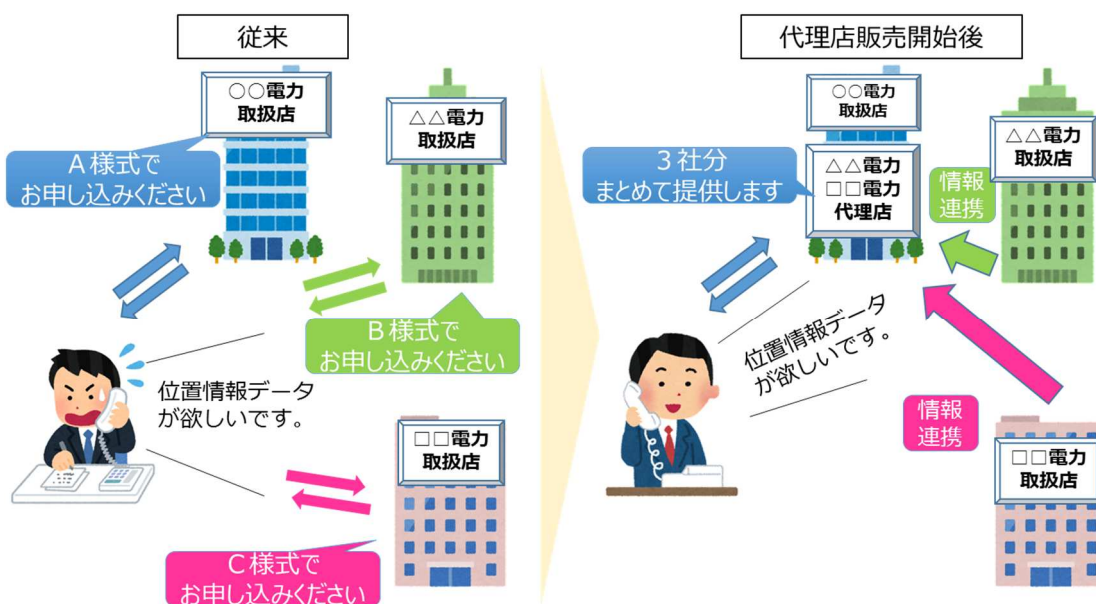 従来
○○電力
取扱店
△△電力
取扱店
A様式で
お申し込みください
B様式で
お申し込みください
位置情報データ
が欲しいです。
□□電力
取扱店
C様式で
お申し込みください
代理店販売開始後
○○電力
取扱店
△△電力
□□電力
代理店
△△電力
取扱店
3社分
まとめて提供します
情報
連携
位置情報データ
が欲しいです。
情報
連携
□□電力
取扱店